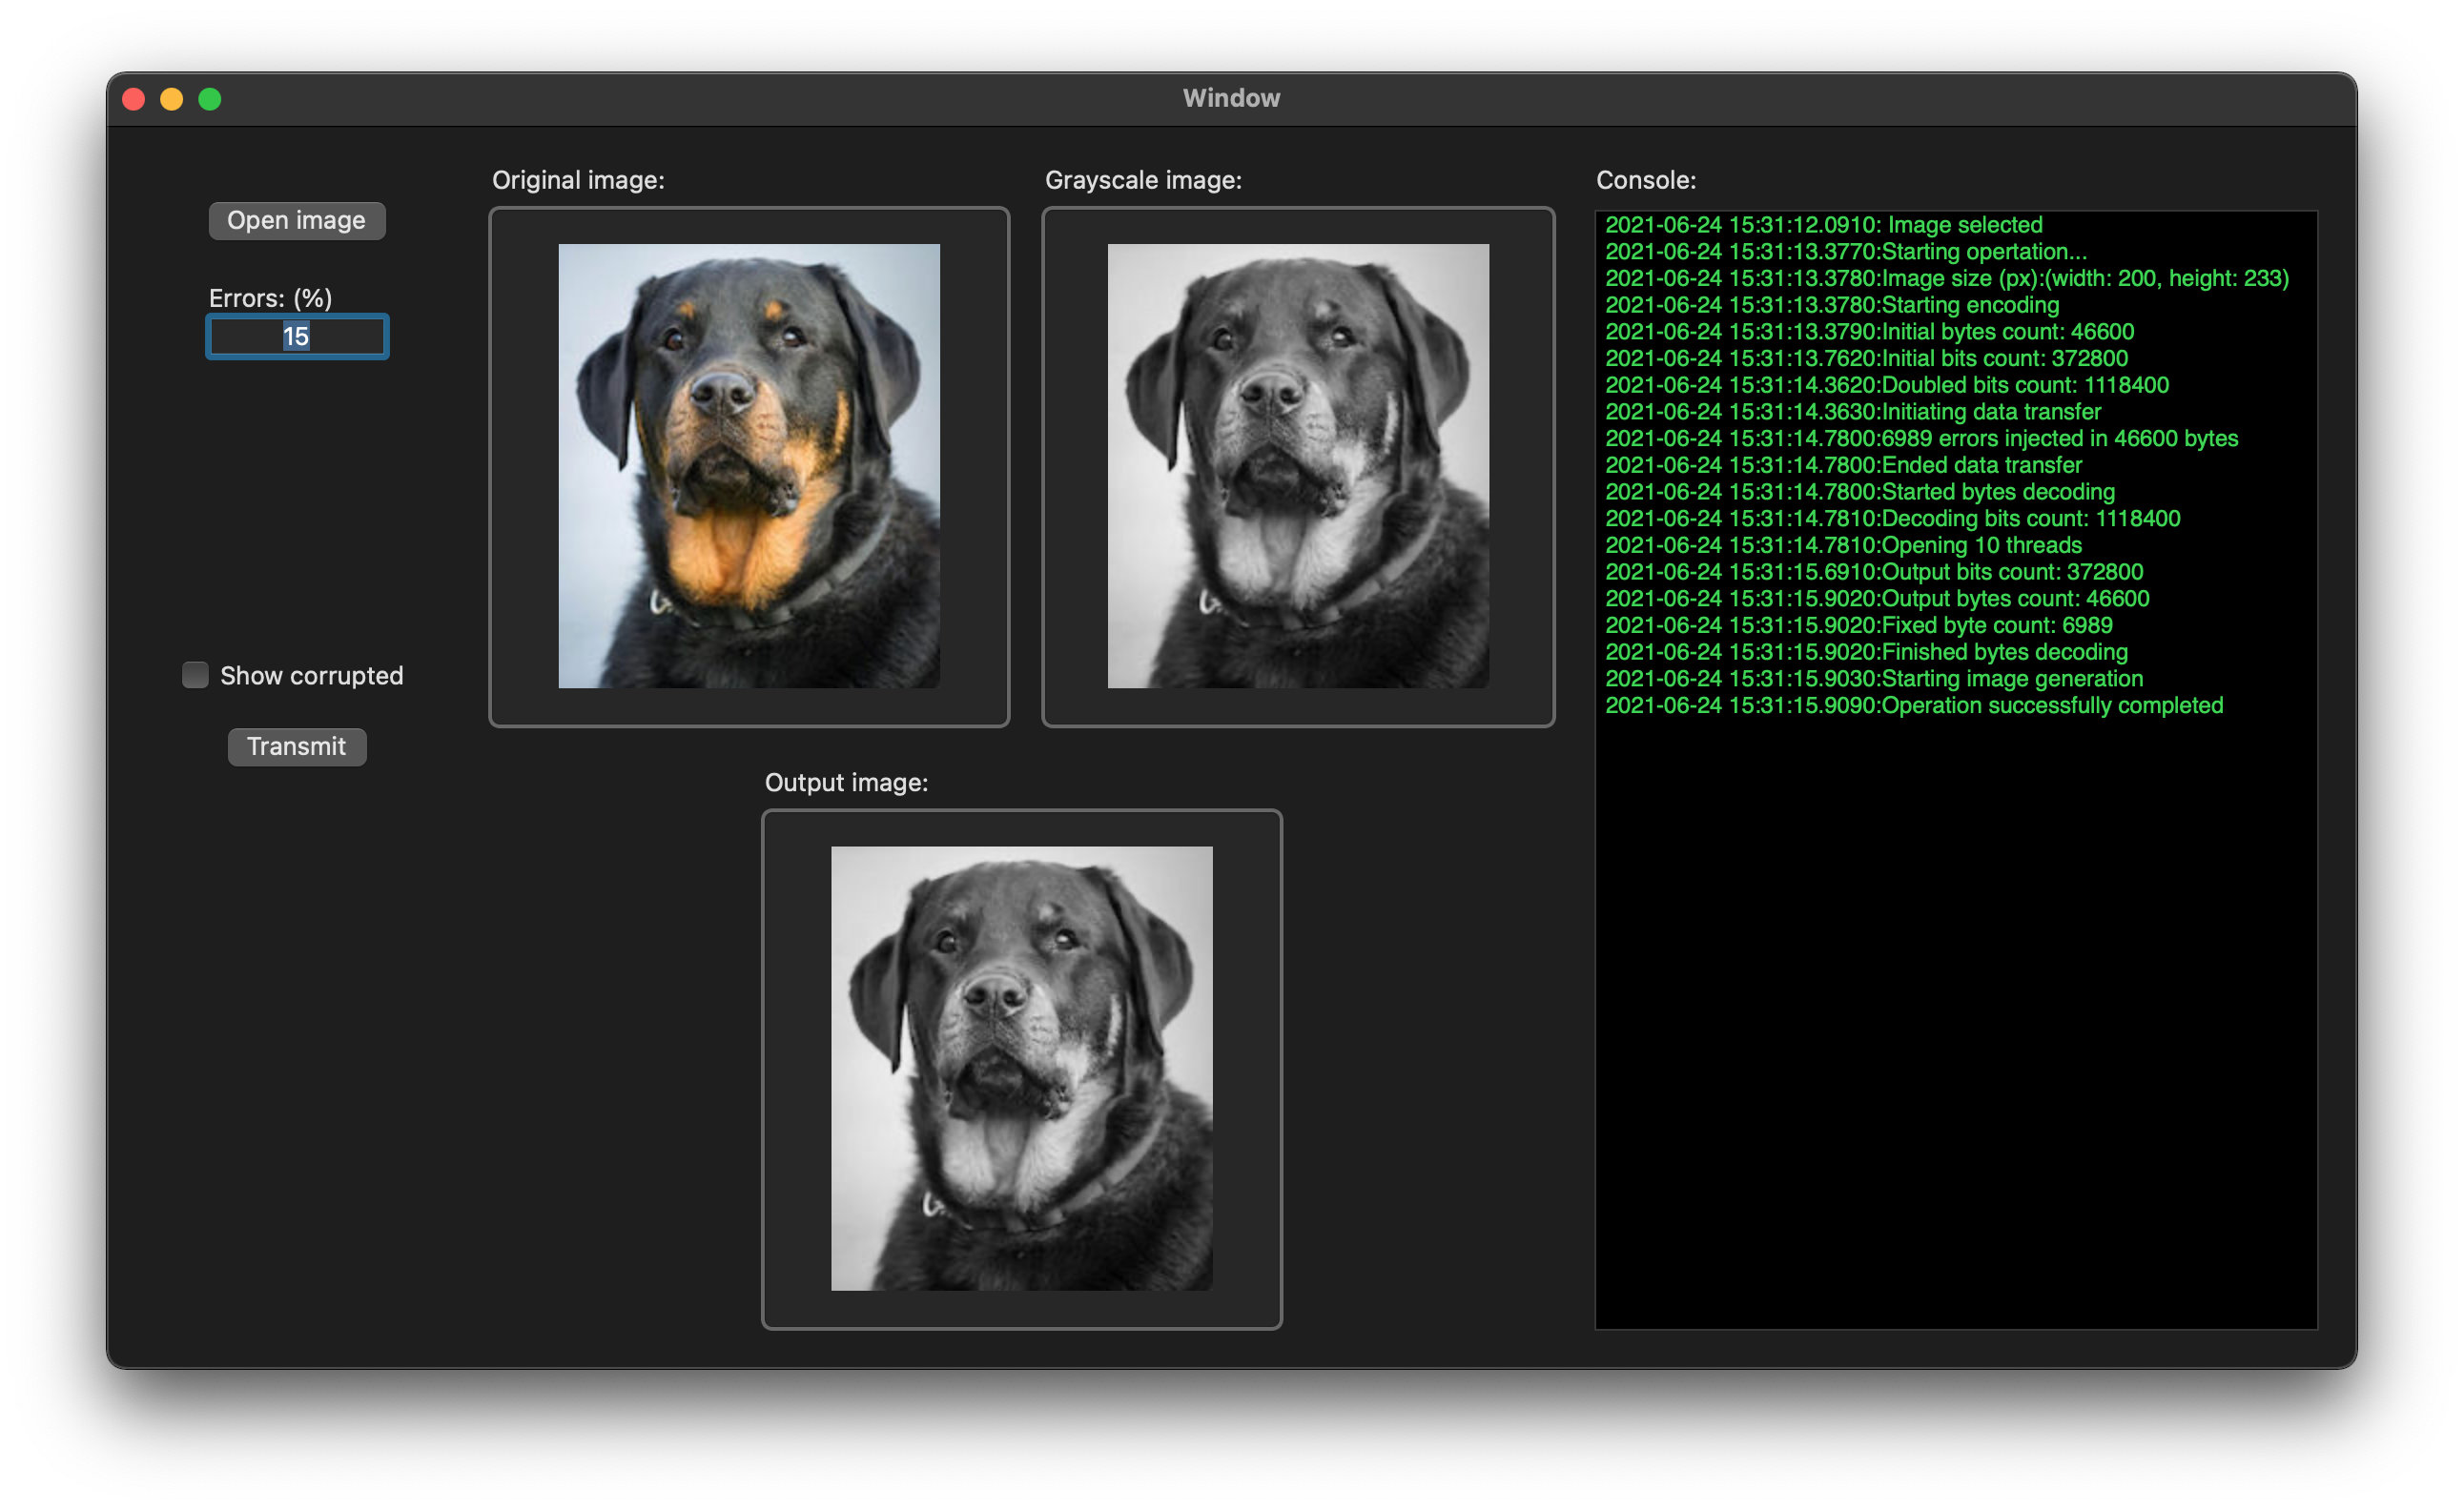 Window
Open image
Errors: (%)
15
Show corrupted
Transmit
Original image:
Grayscale image:
Output image:
Console:
2021-06-24 15:31:12.0910: Image selected
2021-06-24 15:31:13.3770:Starting opertation...
2021-06-24 15:31:13.3780:Image size (px):(width: 200, height: 233)
2021-06-24 15:31:13.3780:Starting encoding
2021-06-24 15:31:13.3790:Initial bytes count: 46600
2021-06-24 15:31:13.7620:Initial bits count: 372800
2021-06-24 15:31:14.3620:Doubled bits count: 1118400
2021-06-24 15:31:14.3630:Initiating data transfer
2021-06-24 15:31:14.7800:6989 errors injected in 46600 bytes
2021-06-24 15:31:14.7800:Ended data transfer
2021-06-24 15:31:14.7800:Started bytes decoding
2021-06-24 15:31:14.7810:Decoding bits count: 1118400
2021-06-24 15:31:14.7810:Opening 10 threads
2021-06-24 15:31:15.6910:Output bits count: 372800
2021-06-24 15:31:15.9020:Output bytes count: 46600
2021-06-24 15:31:15.9020:Fixed byte count: 6989
2021-06-24 15:31:15.9020:Finished bytes decoding
2021-06-24 15:31:15.9030:Starting image generation
2021-06-24 15:31:15.9090:Operation successfully completed